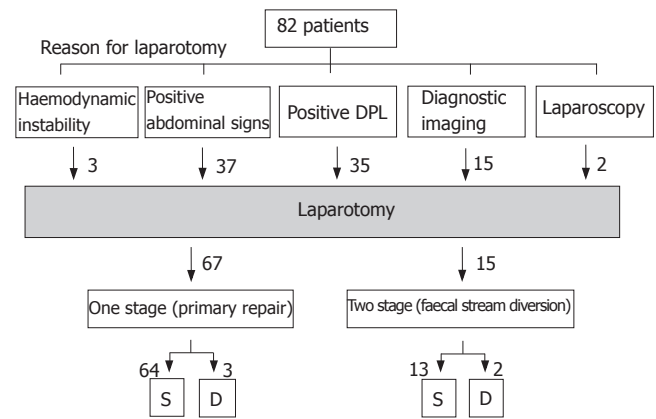 82 patients
Reason for laparotomy
Haemodynamic
instability
Positive
abdominal signs
Positive DPL
Diagnostic
imaging
Laparoscopy
3
37
35
15
2
Laparotomy
67
15
One stage (primary repair)
Two stage (faecal stream diversion)
64
3
13
2
S
D
S
D